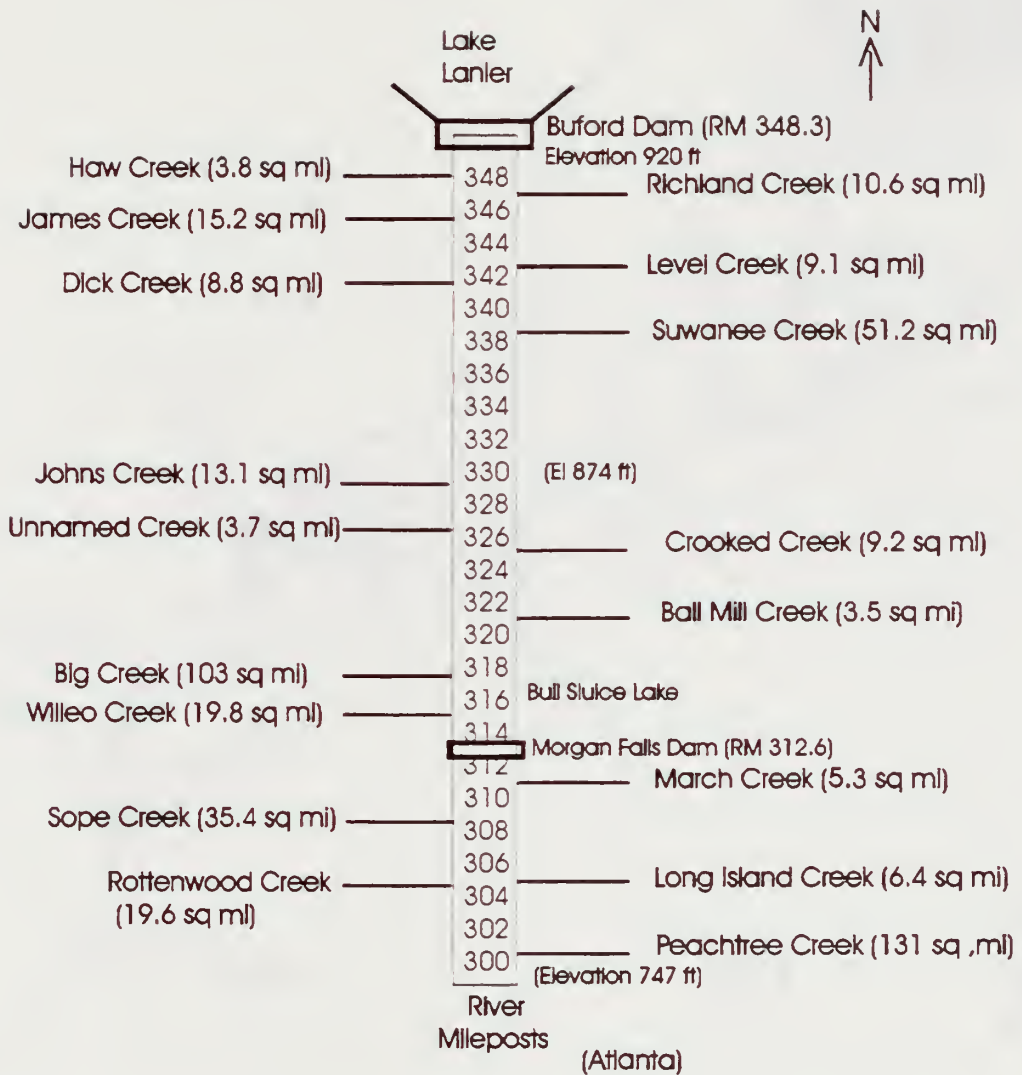 N
Lake
Lanier
Buford Dam (RM 348.3)
Elevation 920 ft
Haw Creek (3.8 sq mi)
348
Richland Creek (10.6 sq mi)
346
James Creek (15.2 sq mi)
344
Level Creek (9.1 sq mi)
342
Dick Creek (8.8 sq mi)
340
Suwanee Creek (51.2 sq mi)
338
336
334
332
Johns Creek (13.1 sq mi)
330
(El 874 ft)
328
Unnamed Creek (3.7 sq mi)
326
Crooked Creek (9.2 sq mi)
324
322
Ball Mill Creek (3.5 sq mi)
320
Big Creek (103 sq mi)
318
316
Bull Sluice Lake
Willeo Creek (19.8 sq mi)
314
Morgan Falls Dam (RM 312.6)
312
March Creek (5.3 sq mi)
310
Sope Creek (35.4 sq mi)
308
306
Rottenwood Creek
(19.6 sq mi)
Long Island Creek (6.4 sq mi)
304
302
Peachtree Creek (131 sq ,mi)
300
(Elevation 747 ft)
River
Mileposts
(Atlanta)